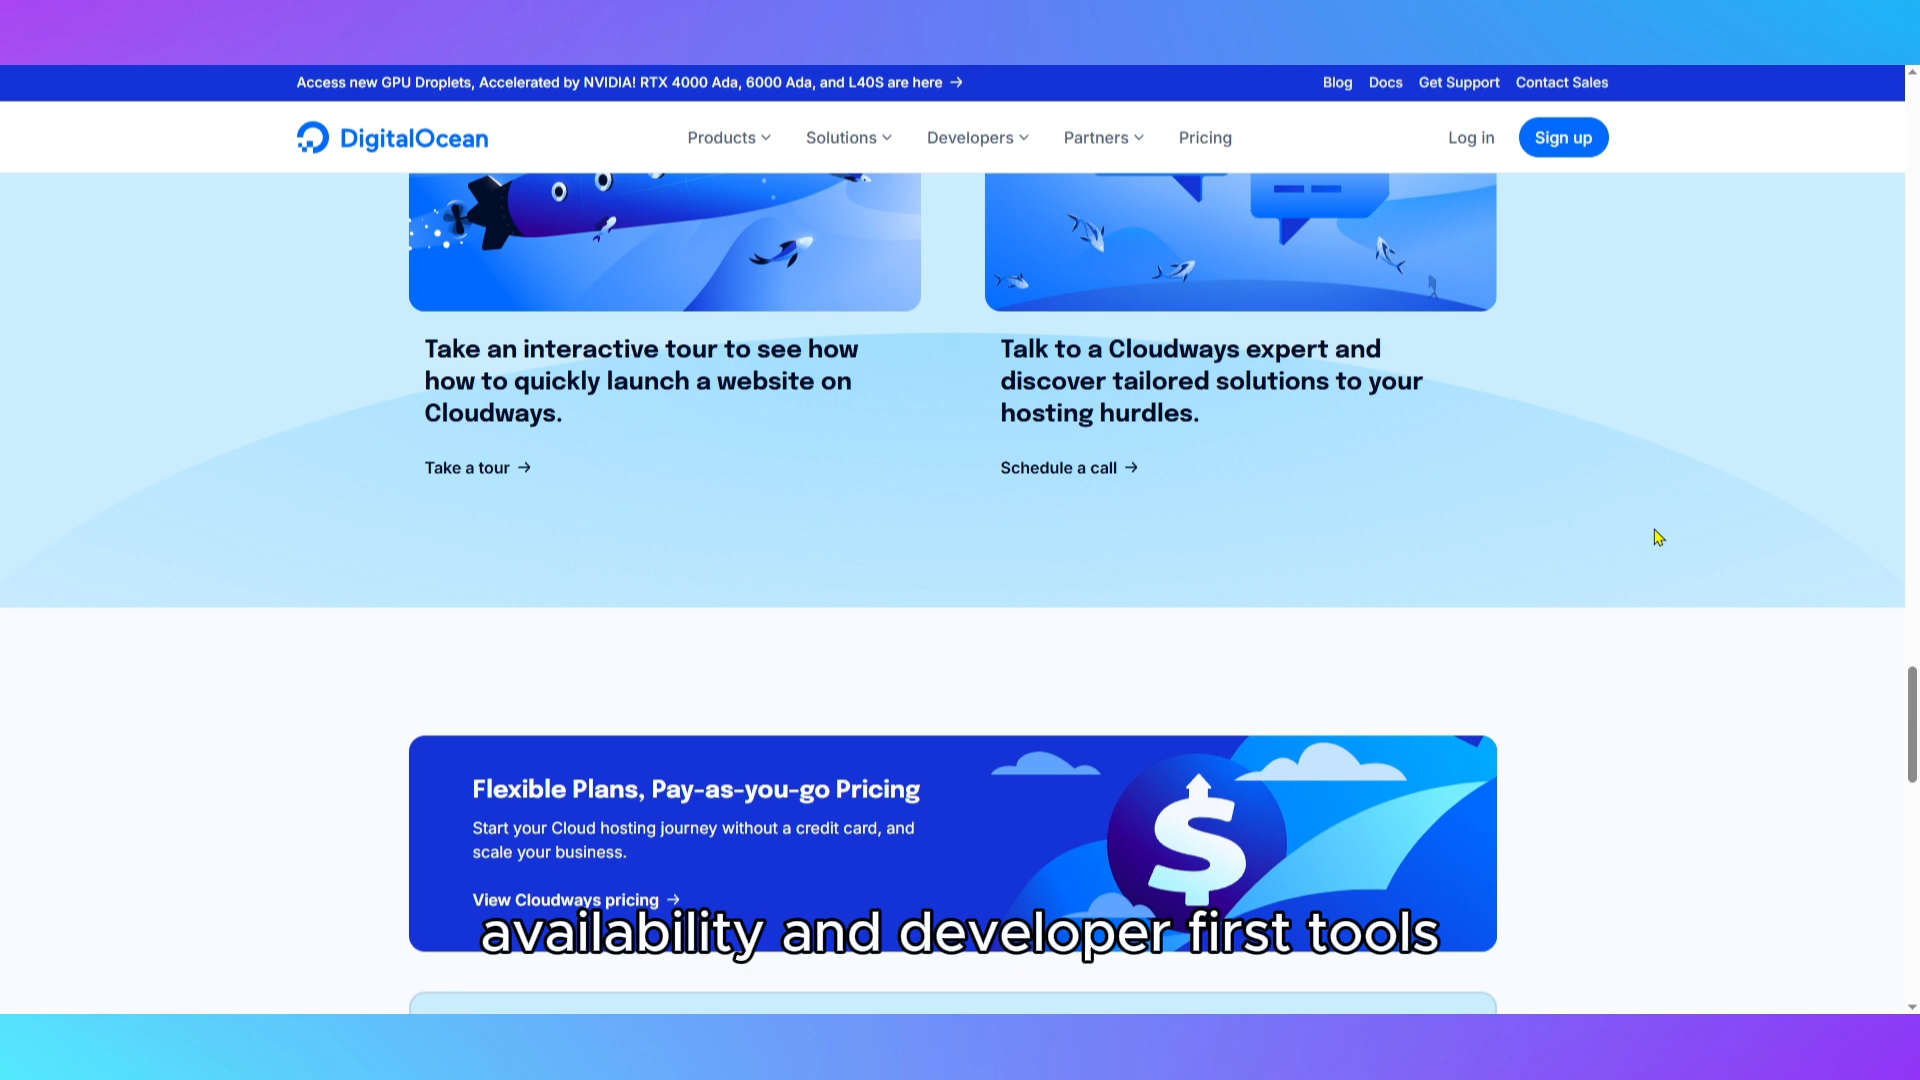 Access new GPU Droplets, Accelerated by NVIDIA! RTX 4000 Ada, 6000 Ada, and L40S are here →
Blog Docs Get Support Contact Sales
DigitalOcean
Products Solutions Developers Partners Pricing
Log in Sign up
Take an interactive tour to see how
how to quickly launch a website on
Cloudways.
Take a tour →
Talk to a Cloudways expert and
discover tailored solutions to your
hosting hurdles.
Schedule a call →
Flexible Plans, Pay-as-you-go Pricing
Start your Cloud hosting journey without a credit card, and
scale your business.
View Cloudways pricing →
$
availability and developer first tools